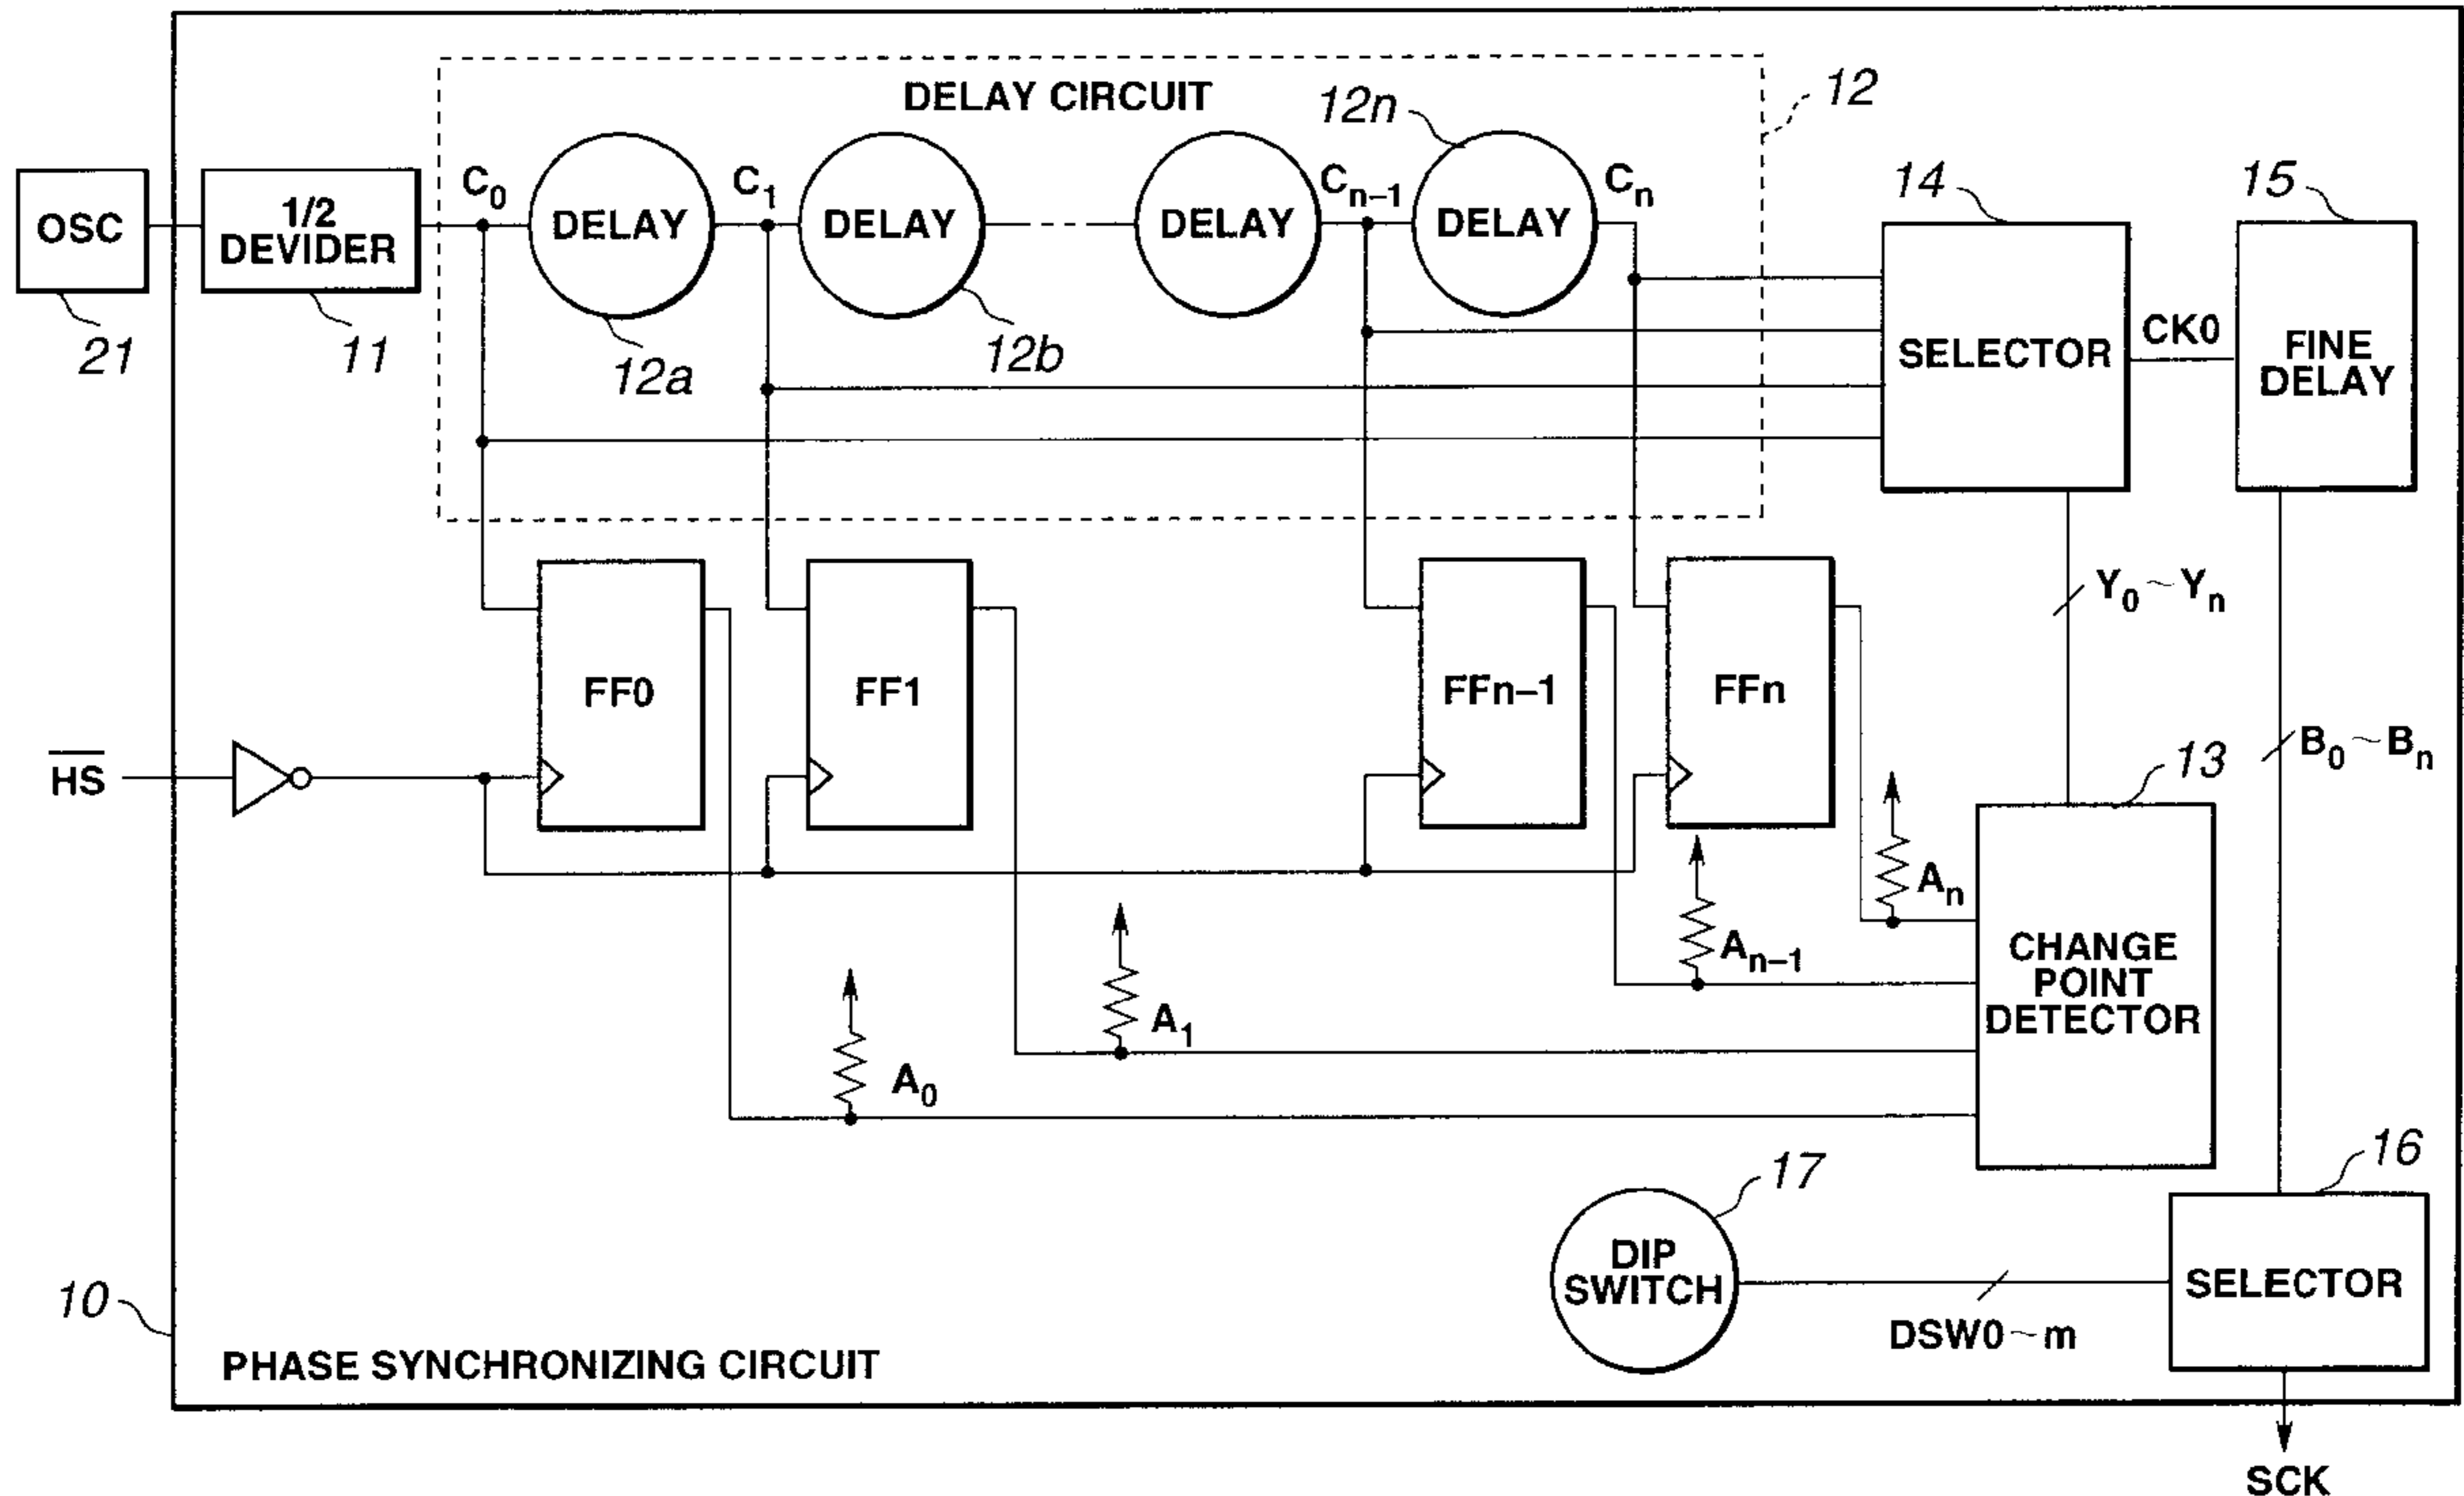 DELAY CIRCUIT
12n
12
OSC
1/2
DEVIDER
C0
DELAY
C1
DELAY
DELAY
Cn–1
DELAY
Cn
14
15
21
11
12a
12b
SELECTOR
CK0
FINE
DELAY
FF0
FF1
FFn–1
FFn
Y0~Yn
B0~Bn
HS
13
An
An–1
A1
A0
CHANGE
POINT
DETECTOR
17
16
DIP
SWITCH
DSW0~m
SELECTOR
10
PHASE SYNCHRONIZING CIRCUIT
SCK